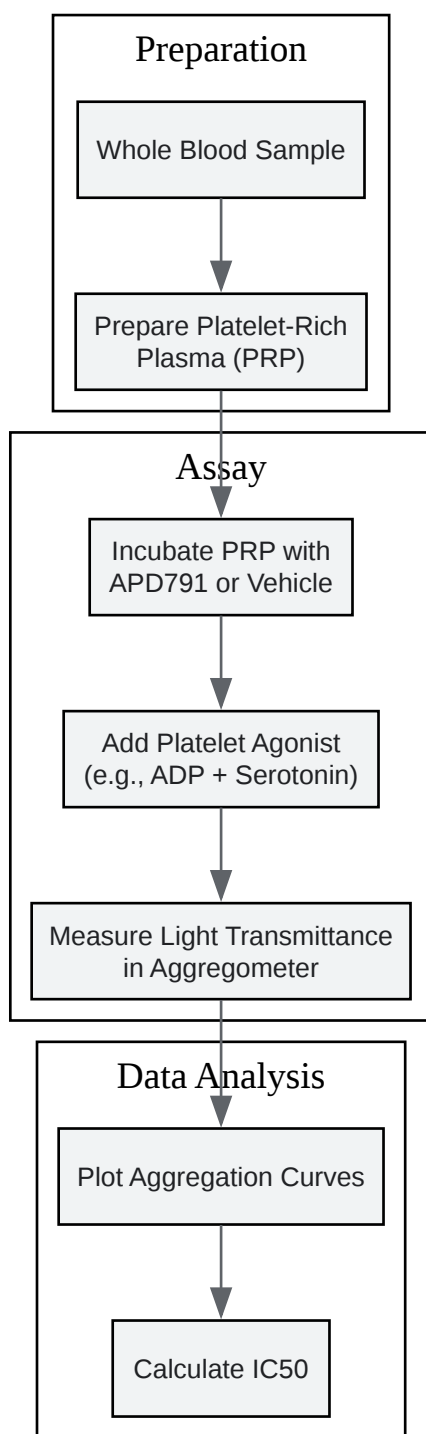 Preparation
Whole Blood Sample
Prepare Platelet-Rich
Plasma (PRP)
Assay
Incubate PRP with
APD791 or Vehicle
Add Platelet Agonist
(e.g., ADP + Serotonin)
Measure Light Transmittance
in Aggregometer
Data Analysis
Plot Aggregation Curves
Calculate IC50